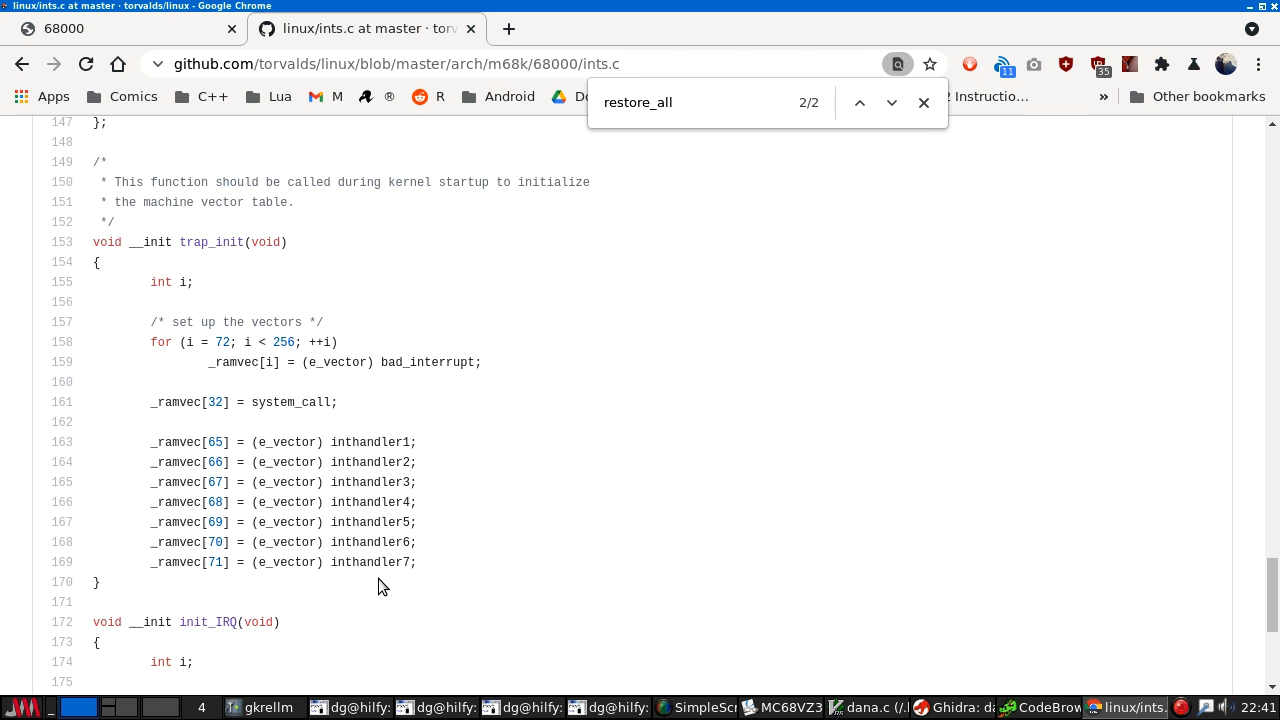 linux/ints.c at master · torvalds/linux - Google Chrome
68000
linux/ints.c at master · torv
github.com/torvalds/linux/blob/master/arch/m68k/68000/ints.c
11
35
Apps Comics C++ Lua M ® R Android Do 2 Instructio… » Other bookmarks
restore_all 2/2
147 };
148
149 /*
150 * This function should be called during kernel startup to initialize
151 * the machine vector table.
152 */
153 void __init trap_init(void)
154 {
155 int i;
156
157 /* set up the vectors */
158 for (i = 72; i < 256; ++i)
159 _ramvec[i] = (e_vector) bad_interrupt;
160
161 _ramvec[32] = system_call;
162
163 _ramvec[65] = (e_vector) inthandler1;
164 _ramvec[66] = (e_vector) inthandler2;
165 _ramvec[67] = (e_vector) inthandler3;
166 _ramvec[68] = (e_vector) inthandler4;
167 _ramvec[69] = (e_vector) inthandler5;
168 _ramvec[70] = (e_vector) inthandler6;
169 _ramvec[71] = (e_vector) inthandler7;
170 }
171
172 void __init init_IRQ(void)
173 {
174 int i;
175
4 gkrellm dg@hilfy: dg@hilfy: dg@hilfy: dg@hilfy: SimpleScr MC68VZ3 dana.c (/. Ghidra: da CodeBrow linux/ints. 22:41